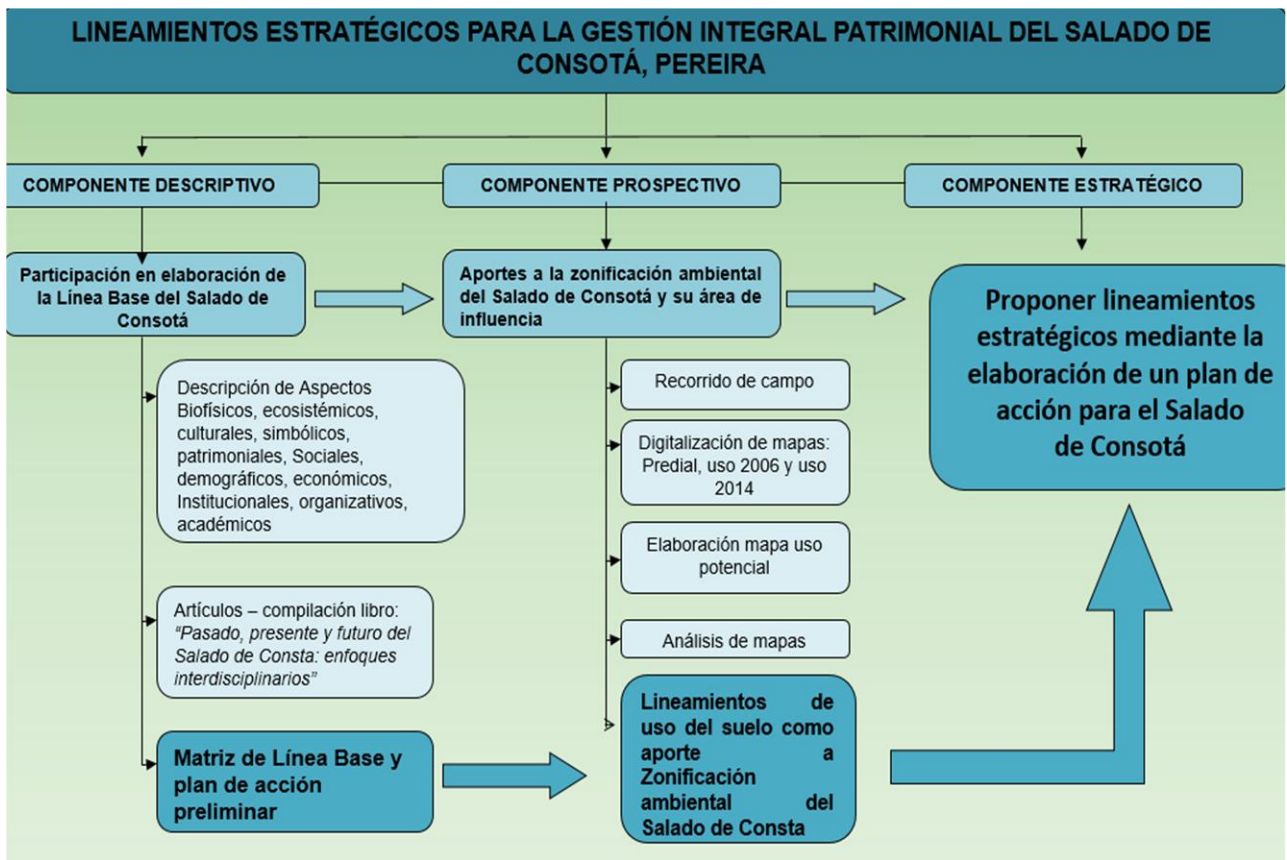 LINEAMIENTOS ESTRATÉGICOS PARA LA GESTIÓN INTEGRAL PATRIMONIAL DEL SALADO DE
CONSOTÁ, PEREIRA
COMPONENTE DESCRIPTIVO
COMPONENTE PROSPECTIVO
COMPONENTE ESTRATÉGICO
Participación en elaboración de
la Línea Base del Salado de
Consotá
Aportes a la zonificación ambiental
del Salado de Consotá y su área de
influencia
Proponer lineamientos
estratégicos mediante la
elaboración de un plan de
acción para el Salado
de Consotá
Descripción de Aspectos
Biofísicos, ecosistémicos,
culturales, simbólicos,
patrimoniales, Sociales,
demográficos, económicos,
Institucionales, organizativos,
académicos
Artículos – compilación libro:
“Pasado, presente y futuro del
Salado de Consta: enfoques
interdisciplinarios”
Matriz de Línea Base y
plan de acción
preliminar
Recorrido de campo
Digitalización de mapas:
Predial, uso 2006 y uso
2014
Elaboración mapa uso
potencial
Análisis de mapas
Lineamientos de
uso del suelo como
aporte a
Zonificación
ambiental del
Salado de Consta